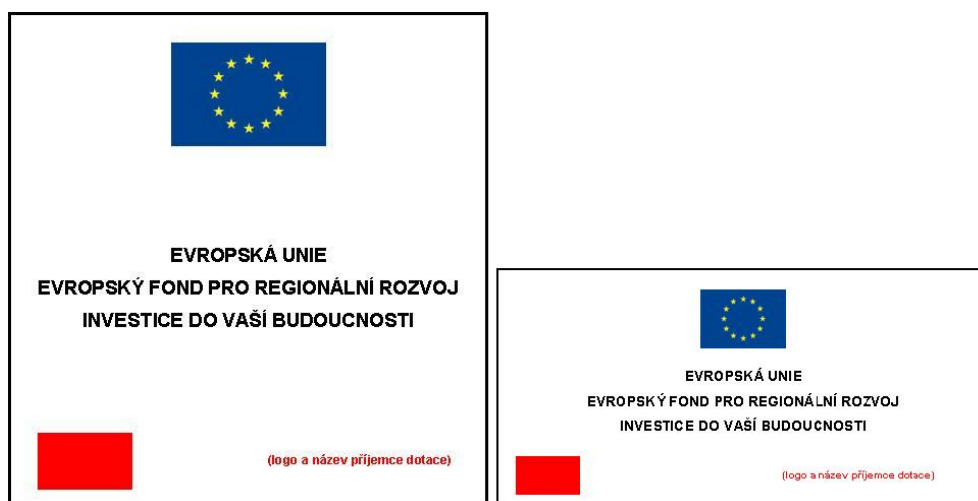 EVROPSKÁ UNIE
EVROPSKÝ FOND PRO REGIONÁLNÍ ROZVOJ
INVESTICE DO VAŠÍ BUDOUCNOSTI
(logo a název příjemce dotace)
EVROPSKÁ UNIE
EVROPSKÝ FOND PRO REGIONÁLNÍ ROZVOJ
INVESTICE DO VAŠÍ BUDOUCNOSTI
(logo a název příjemce dotace)